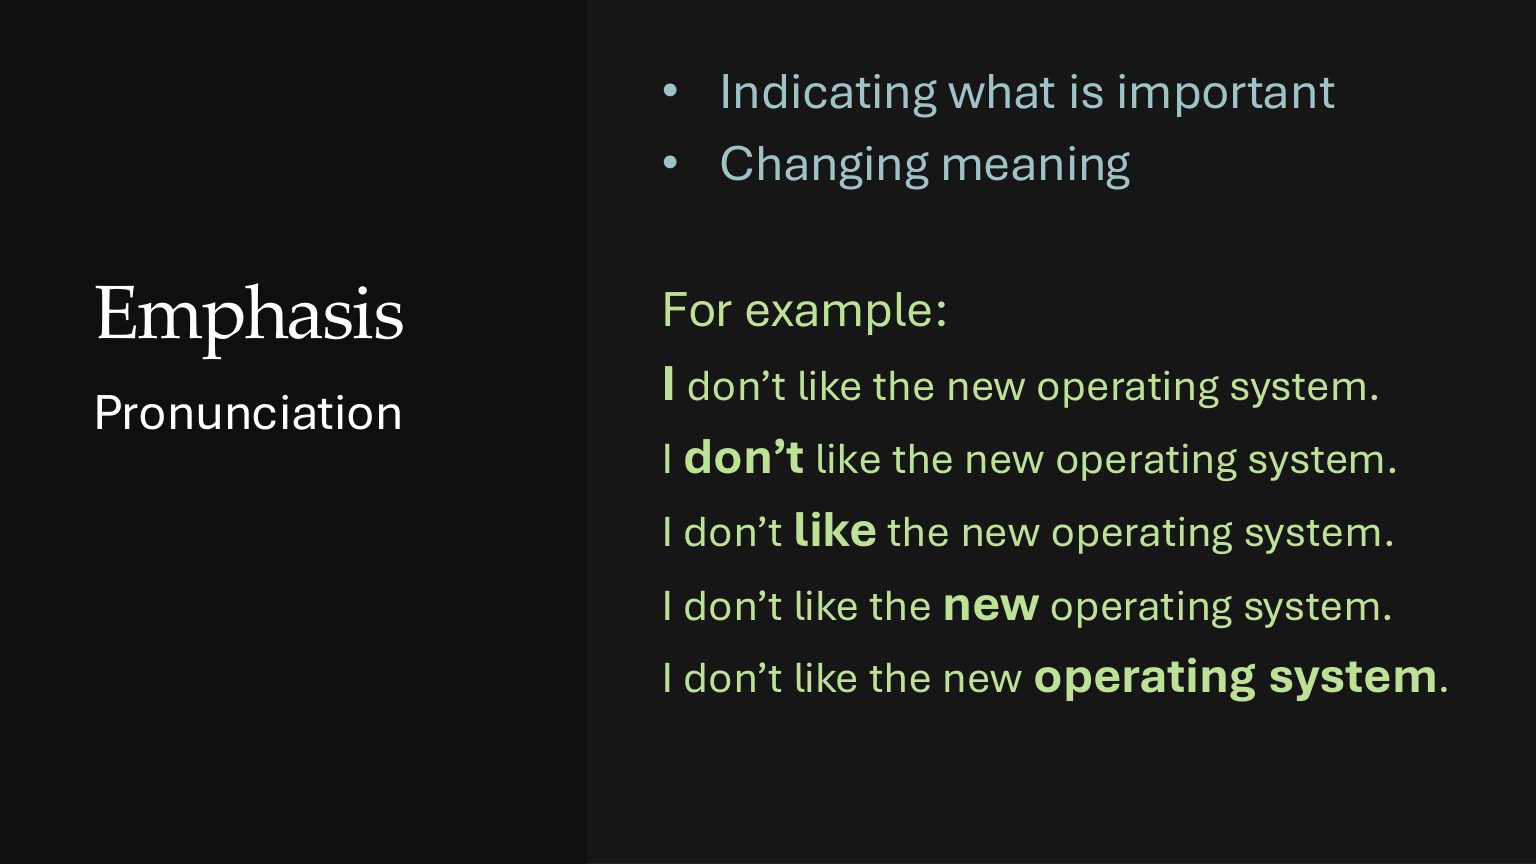 Emphasis
Pronunciation
• Indicating what is important
• Changing meaning
For example:
I don’t like the new operating system.
I don’t like the new operating system.
I don’t like the new operating system.
I don’t like the new operating system.
I don’t like the new operating system.